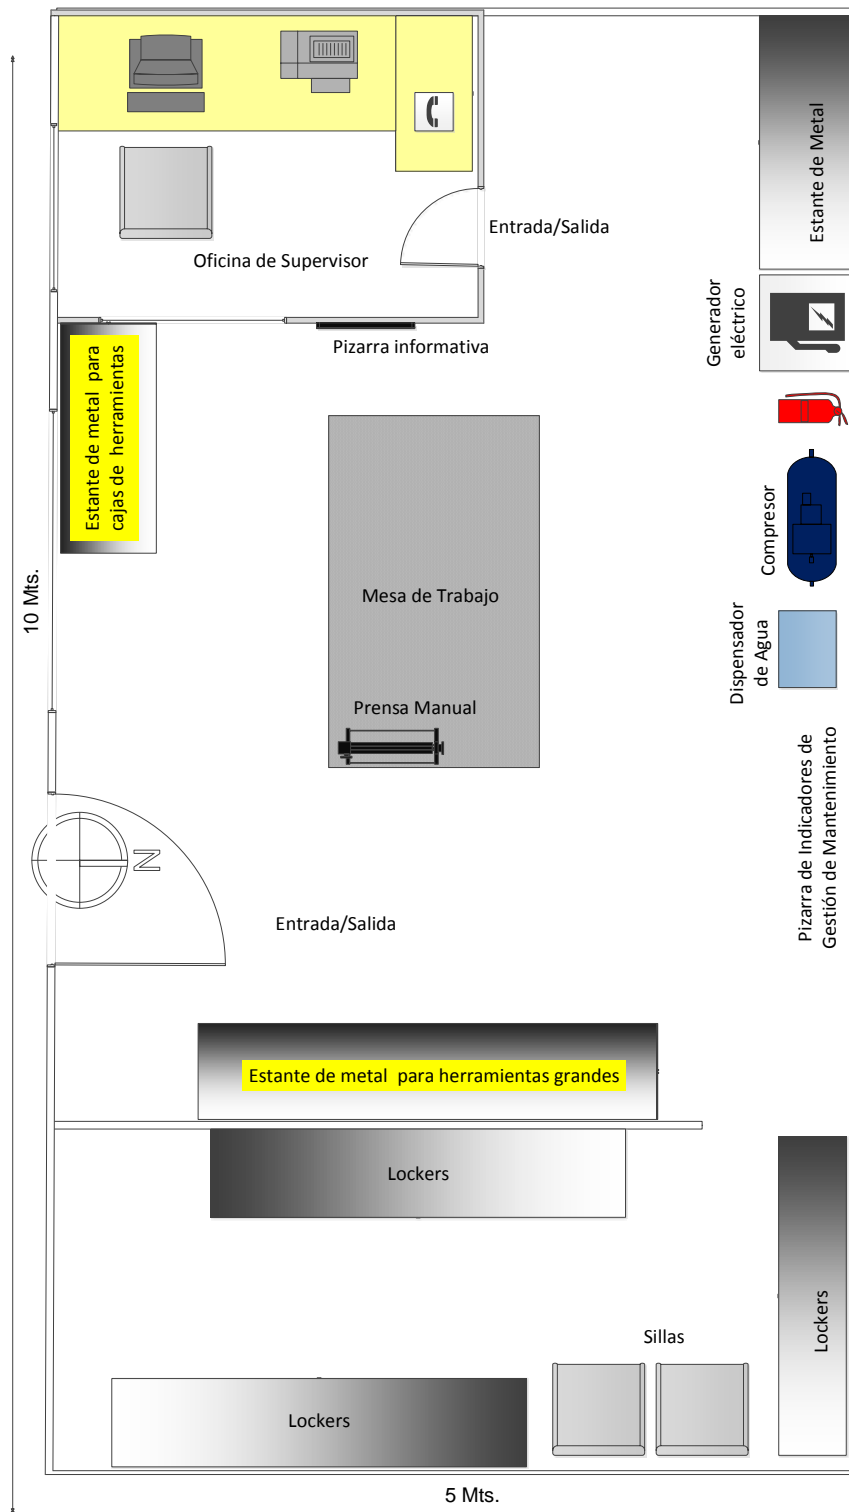 Estante de Metal
Entrada/Salida
Oficina de Supervisor
Generador
eléctrico
Pizarra informativa
Estante de metal para
cajas de herramientas
Compresor
10 Mts.
Mesa de Trabajo
Dispensador
de Agua
Prensa Manual
Pizarra de Indicadores de
Gestión de Mantenimiento
N
Entrada/Salida
Estante de metal para herramientas grandes
Lockers
Lockers
Sillas
Lockers
5 Mts.